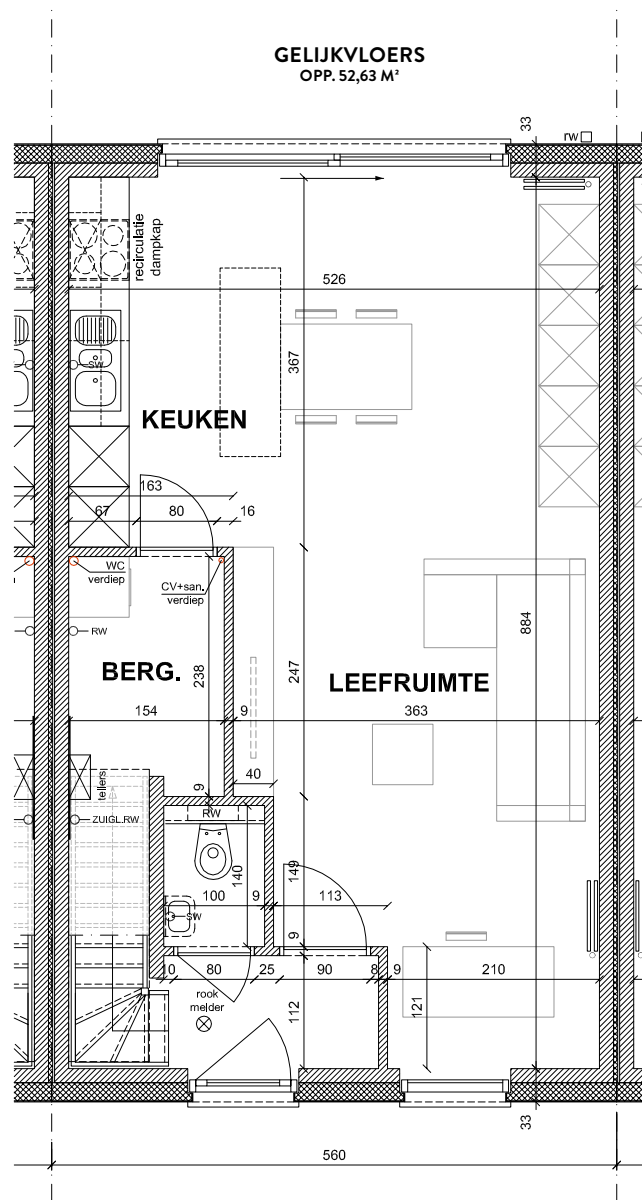 GELIJKVLOERS
OPP. 52,63 M²
33
rw
recirculatie
dampkap
526
SW
367
KEUKEN
163
67
80
16
WC
verdiep
CV+san.
verdiep
RW
884
BERG.
238
247
LEEFRUIMTE
154
9
363
40
tellers
9
RW
ZUIGL.RW
140
149
100
9
113
SW
9
10
80
25
90
8
9
210
rook
melder
112
121
33
560